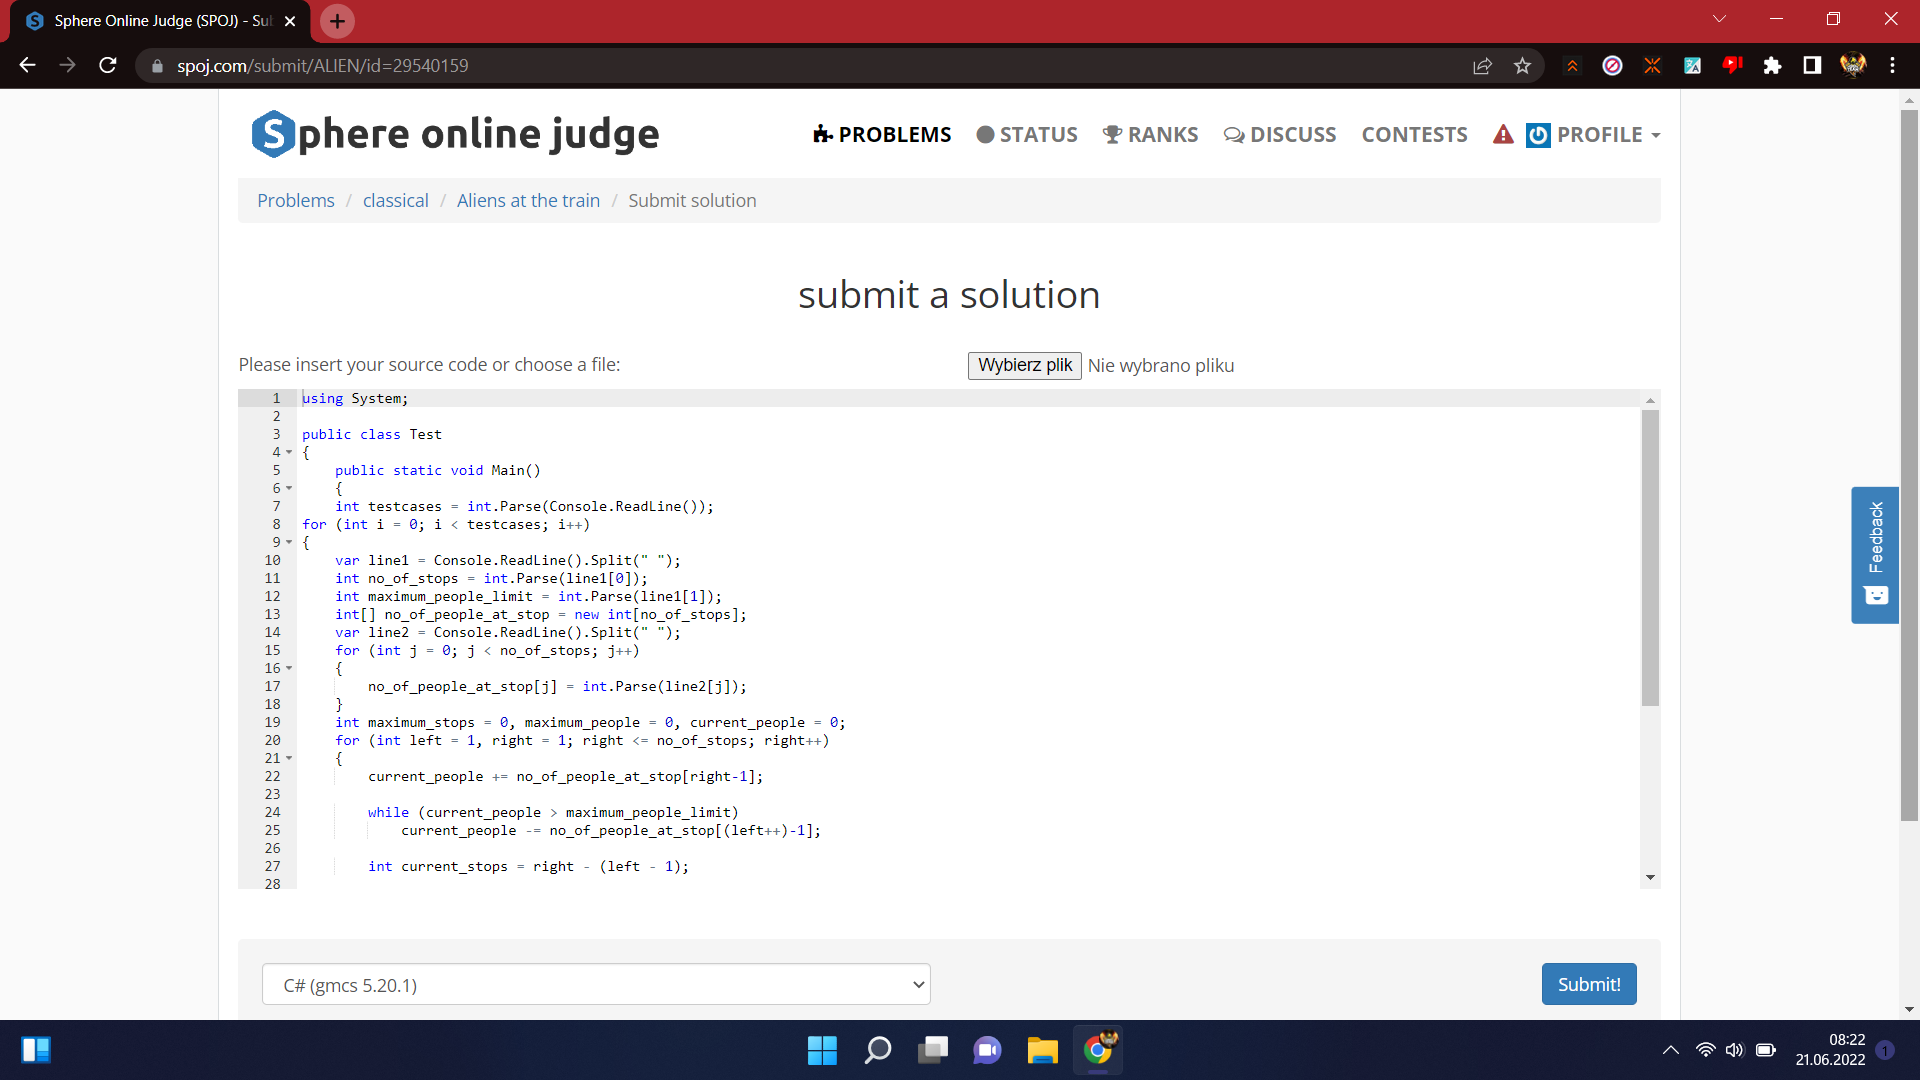 Sphere Online Judge (SPOJ) - Su
spoj.com/submit/ALIEN/id=29540159
Sphere online judge
PROBLEMS STATUS RANKS DISCUSS CONTESTS PROFILE
Problems / classical / Aliens at the train / Submit solution
submit a solution
Please insert your source code or choose a file: Wybierz plik Nie wybrano pliku
1 using System;
2
3 public class Test
4 {
5 public static void Main()
6 {
7 int testcases = int.Parse(Console.ReadLine());
8 for (int i = 0; i < testcases; i++)
9 {
10 var line1 = Console.ReadLine().Split(" ");
11 int no_of_stops = int.Parse(line1[0]);
12 int maximum_people_limit = int.Parse(line1[1]);
13 int[] no_of_people_at_stop = new int[no_of_stops];
14 var line2 = Console.ReadLine().Split(" ");
15 for (int j = 0; j < no_of_stops; j++)
16 {
17 no_of_people_at_stop[j] = int.Parse(line2[j]);
18 }
19 int maximum_stops = 0, maximum_people = 0, current_people = 0;
20 for (int left = 1, right = 1; right <= no_of_stops; right++)
21 {
22 current_people += no_of_people_at_stop[right-1];
23
24 while (current_people > maximum_people_limit)
25 current_people -= no_of_people_at_stop[(left++)-1];
26
27 int current_stops = right - (left - 1);
28
Feedback
C# (gmcs 5.20.1)
Submit!
08:22
21.06.2022
1